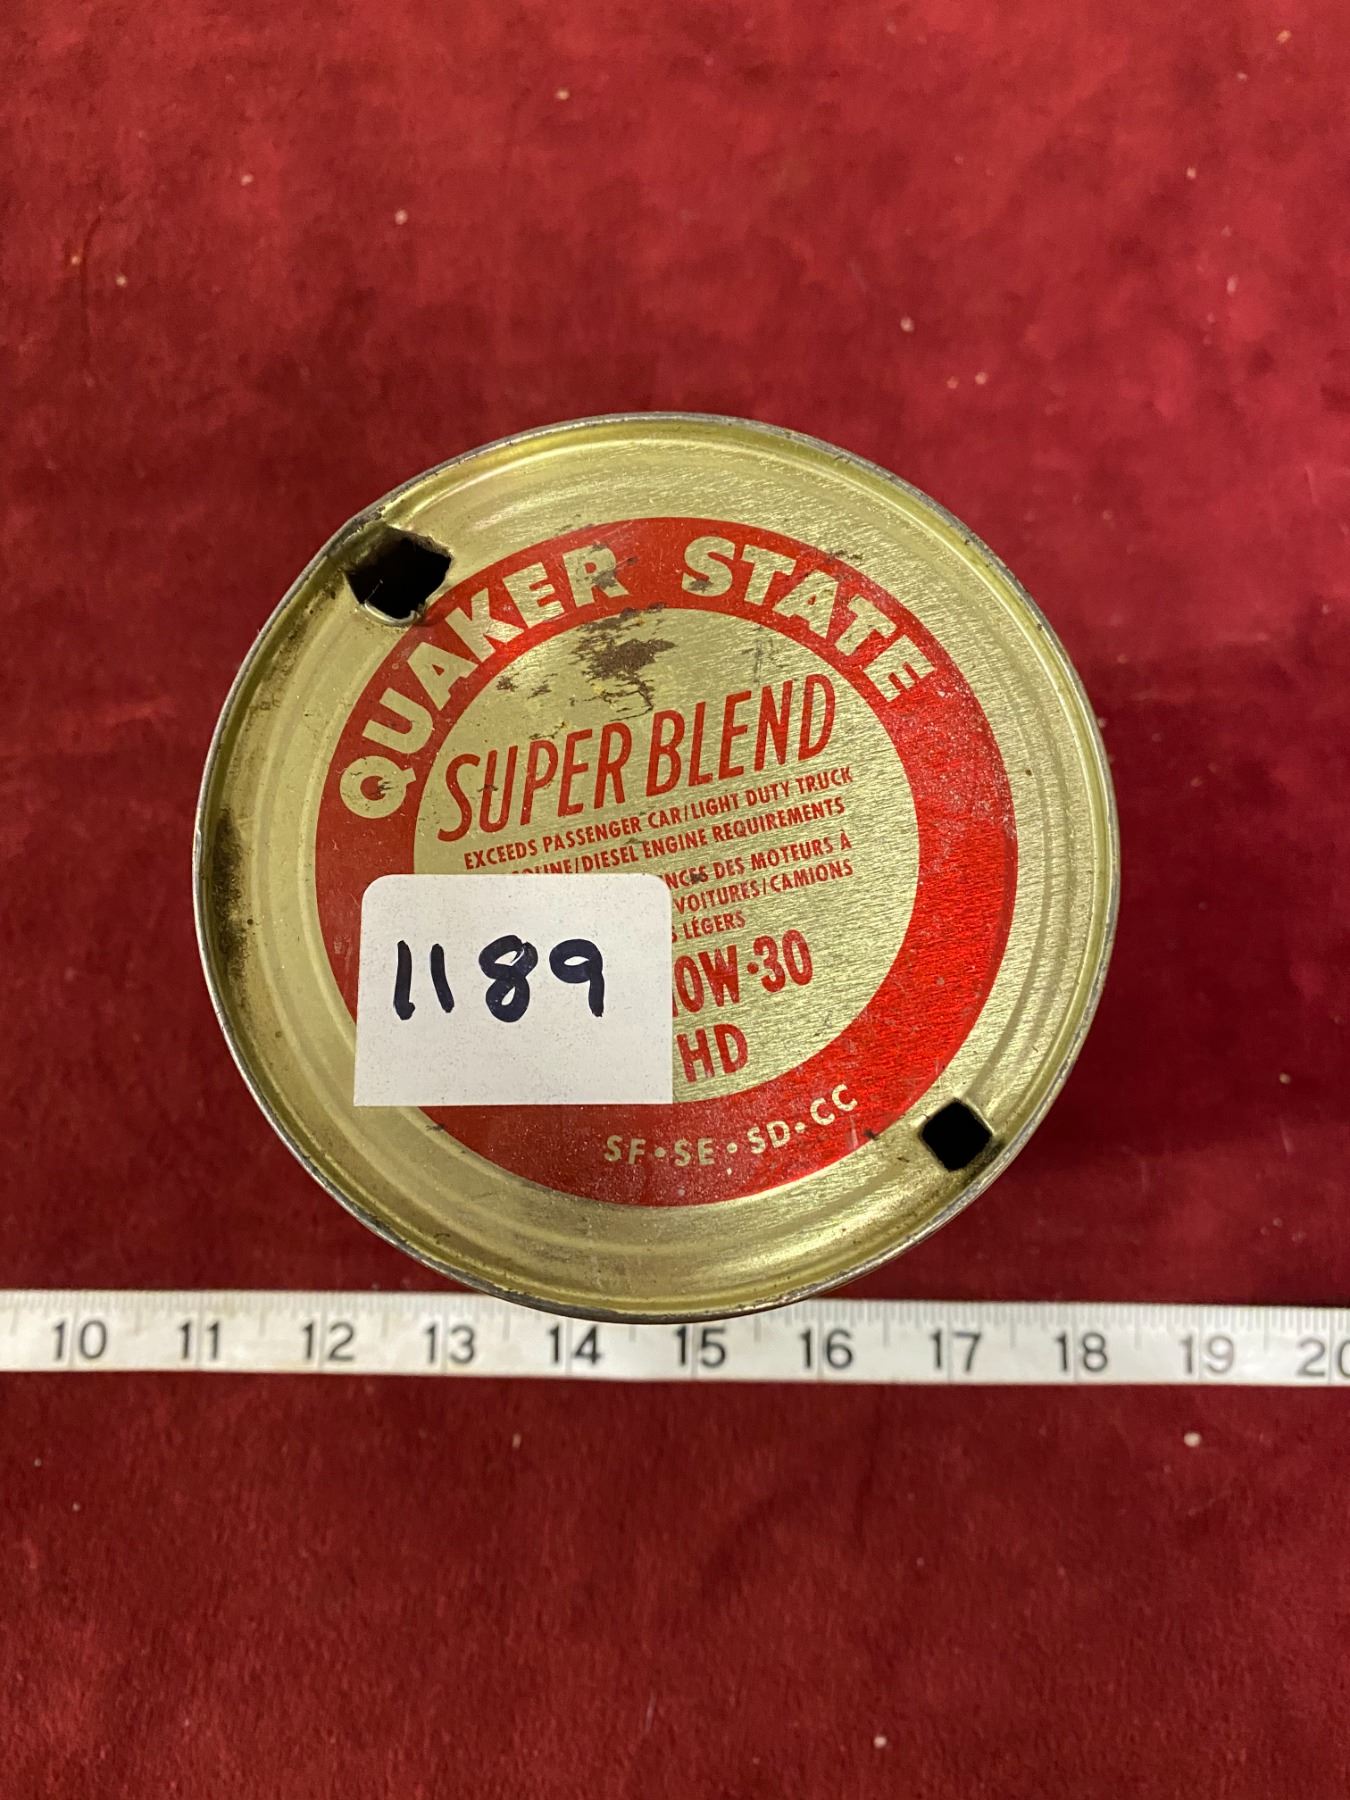 QUAKER STATE
SUPER BLEND
EXCEEDS PASSENGER CAR/LIGHT DUTY TRUCK
/DIESEL ENGINE REQUIREMENTS
DES MOTEURS À
VOITURES/CAMIONS
LÉGERS
10W-30
HD
SF•SE•SD•CC
1189
10 11 12 13 14 15 16 17 18 19 20